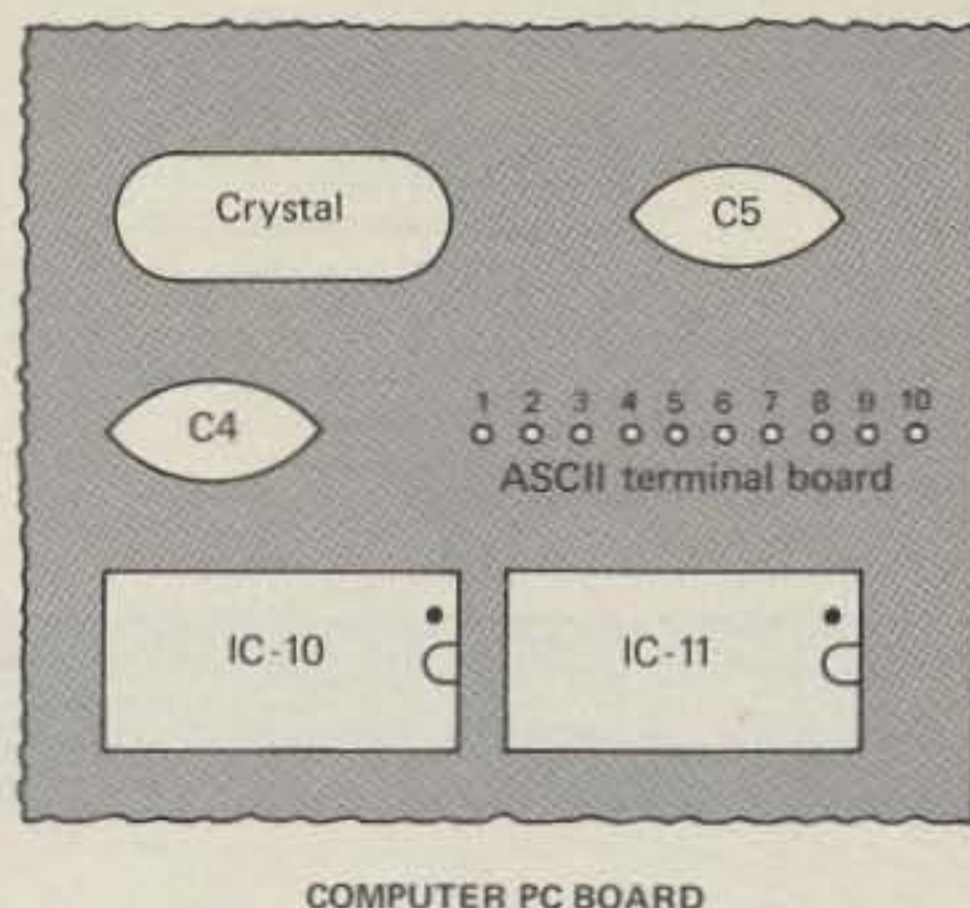 Crystal
C5
C4
1 2 3 4 5 6 7 8 9 10
ASCII terminal board
IC-10
IC-11
COMPUTER PC BOARD